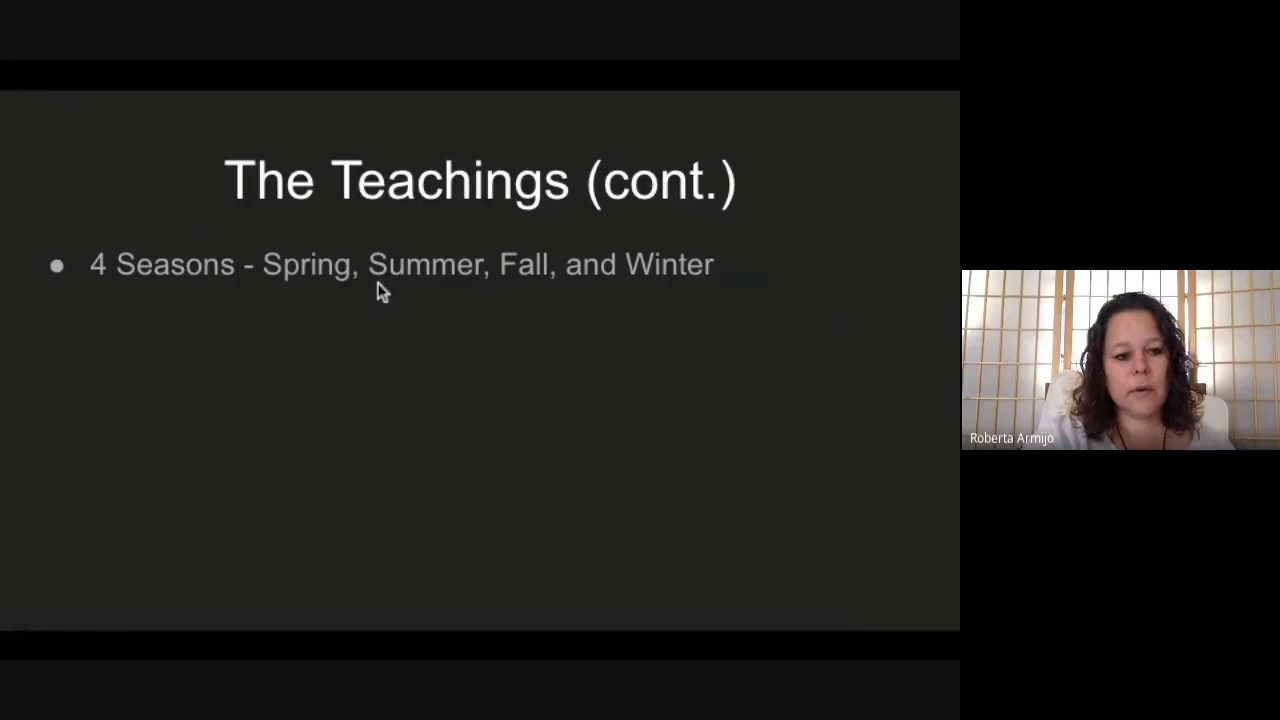 The Teachings (cont.)
● 4 Seasons - Spring, Summer, Fall, and Winter
Roberta Armijo